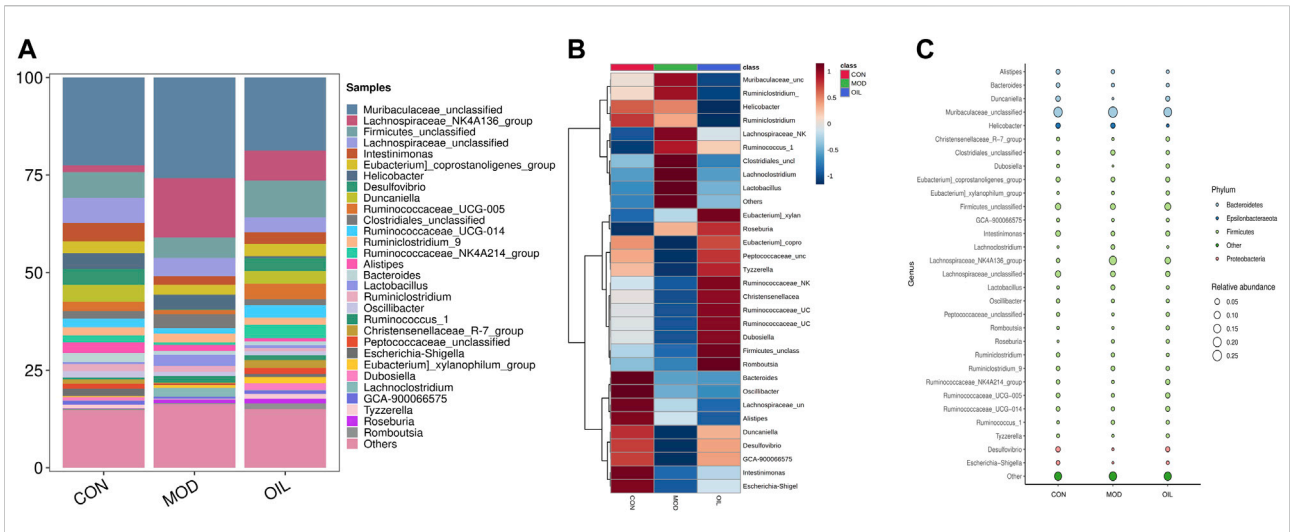 A
100
75
50
25
0
CON
MOD
OIL
Samples
Muribaculaceae_unclassified
Lachnospiraceae_NK4A136_group
Firmicutes_unclassified
Lachnospiraceae_unclassified
Intestinimonas
Eubacterium]_coprostanoligenes_group
Helicobacter
Desulfovibrio
Duncaniella
Ruminococcaceae_UCG-005
Clostridiales_unclassified
Ruminococcaceae_UCG-014
Ruminiclostridium_9
Ruminococcaceae_NK4A214_group
Alistipes
Bacteroides
Lactobacillus
Ruminiclostridium
Oscillibacter
Ruminococcus_1
Christensenellaceae_R-7_group
Peptococcaceae_unclassified
Escherichia-Shigella
Eubacterium]_xylanophilum_group
Dubosiella
Lachnoclostridium
GCA-900066575
Tyzzerella
Roseburia
Romboutsia
Others
B
class
Muribaculaceae_unc
Ruminiclostridium_
Helicobacter
Ruminiclostridium
Lachnospiraceae_NK
Ruminococcus_1
Clostridiales_uncl
Lachnoclostridium
Lactobacillus
Others
Eubacterium]_xylan
Roseburia
Eubacterium]_copro
Peptococcaceae_unc
Tyzzerella
Ruminococcaceae_NK
Christensenellacea
Ruminococcaceae_UC
Ruminococcaceae_UC
Dubosiella
Firmicutes_unclass
Romboutsia
Bacteroides
Oscillibacter
Lachnospiraceae_un
Alistipes
Duncaniella
Desulfovibrio
GCA-900066575
Intestinimonas
Escherichia-Shigel
CON
MOD
OIL
1
0.5
0
-0.5
-1
class
CON
MOD
OIL
C
Genus
Alistipes
Bacteroides
Duncaniella
Muribaculaceae_unclassified
Helicobacter
Christensenellaceae_R-7_group
Clostridiales_unclassified
Dubosiella
Eubacterium]_coprostanoligenes_group
Eubacterium]_xylanophilum_group
Firmicutes_unclassified
GCA-900066575
Intestinimonas
Lachnoclostridium
Lachnospiraceae_NK4A136_group
Lachnospiraceae_unclassified
Lactobacillus
Oscillibacter
Peptococcaceae_unclassified
Romboutsia
Roseburia
Ruminiclostridium
Ruminiclostridium_9
Ruminococcaceae_NK4A214_group
Ruminococcaceae_UCG-005
Ruminococcaceae_UCG-014
Ruminococcus_1
Tyzzerella
Desulfovibrio
Escherichia-Shigella
Other
CON
MOD
OIL
Phylum
Bacteroidetes
Epsilonbacteraeota
Firmicutes
Other
Proteobacteria
Relative abundance
0.05
0.10
0.15
0.20
0.25